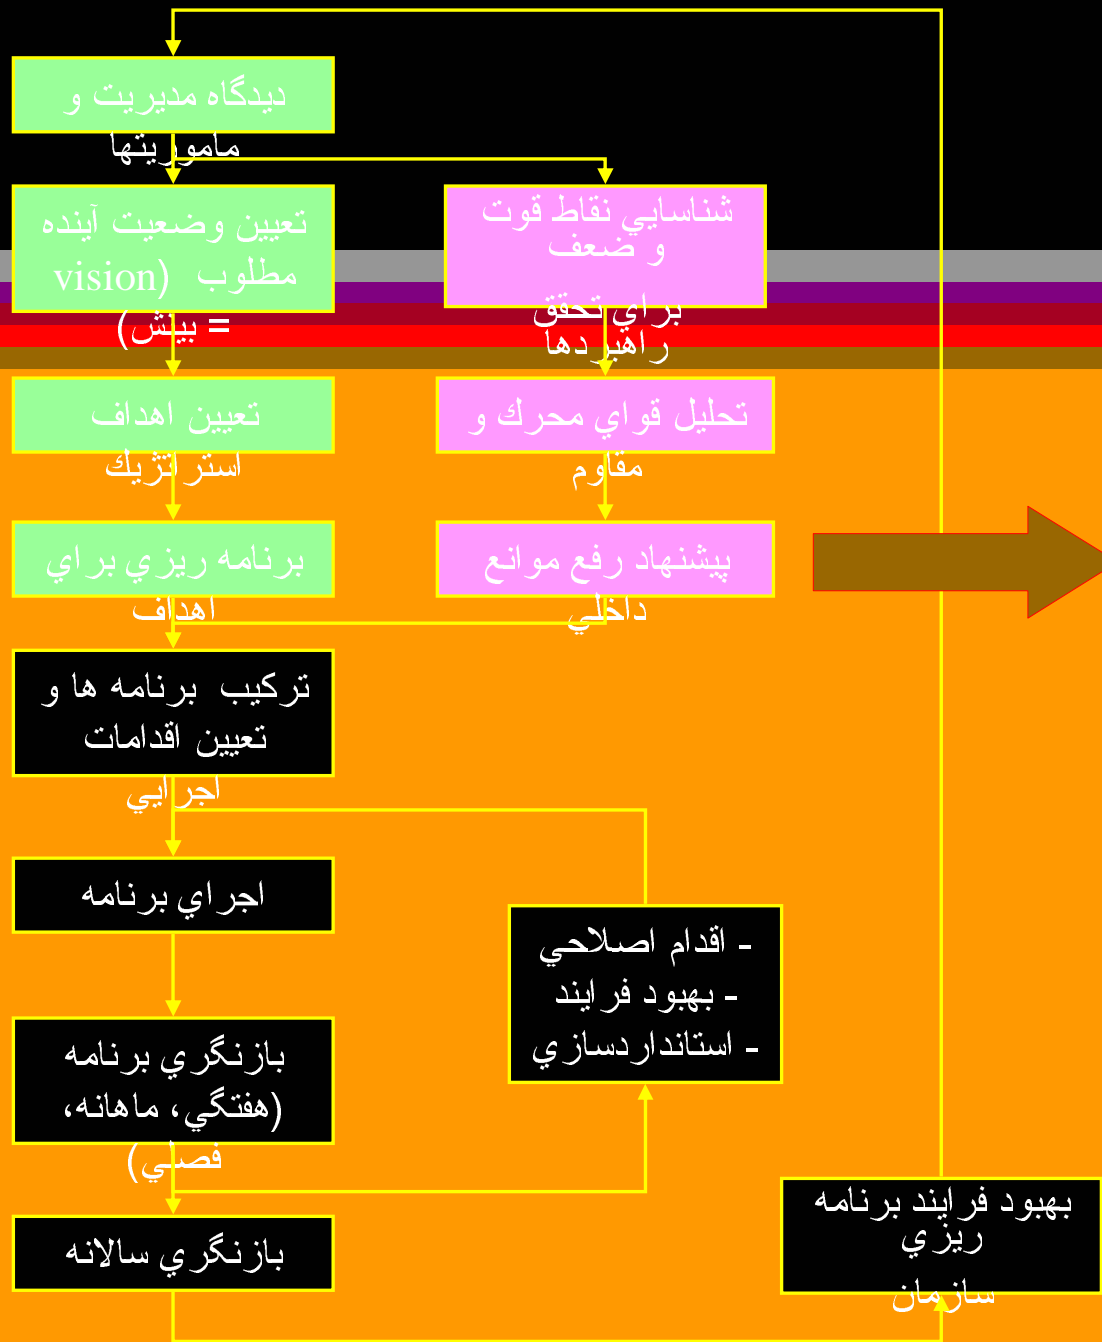 ديدگاه مديريت و
ماموريتها
تعيين وضعيت آينده
مطلوب (vision
= بينش)
شناسايي نقاط قوت
و ضعف
براي تحقق
راهبردها
تعيين اهداف
استراتژيك
تحليل قواي محرك و
مقاوم
برنامه ريزي براي
اهداف
پيشنهاد رفع موانع
داخلي
تركيب برنامه ها و
تعيين اقدامات
اجرايي
اجراي برنامه
- اقدام اصلاحي
- بهبود فرايند
- استانداردسازي
بازنگري برنامه
(هفتگي، ماهانه،
فصلي)
بازنگري سالانه
بهبود فرايند برنامه
ريزي
سازمان